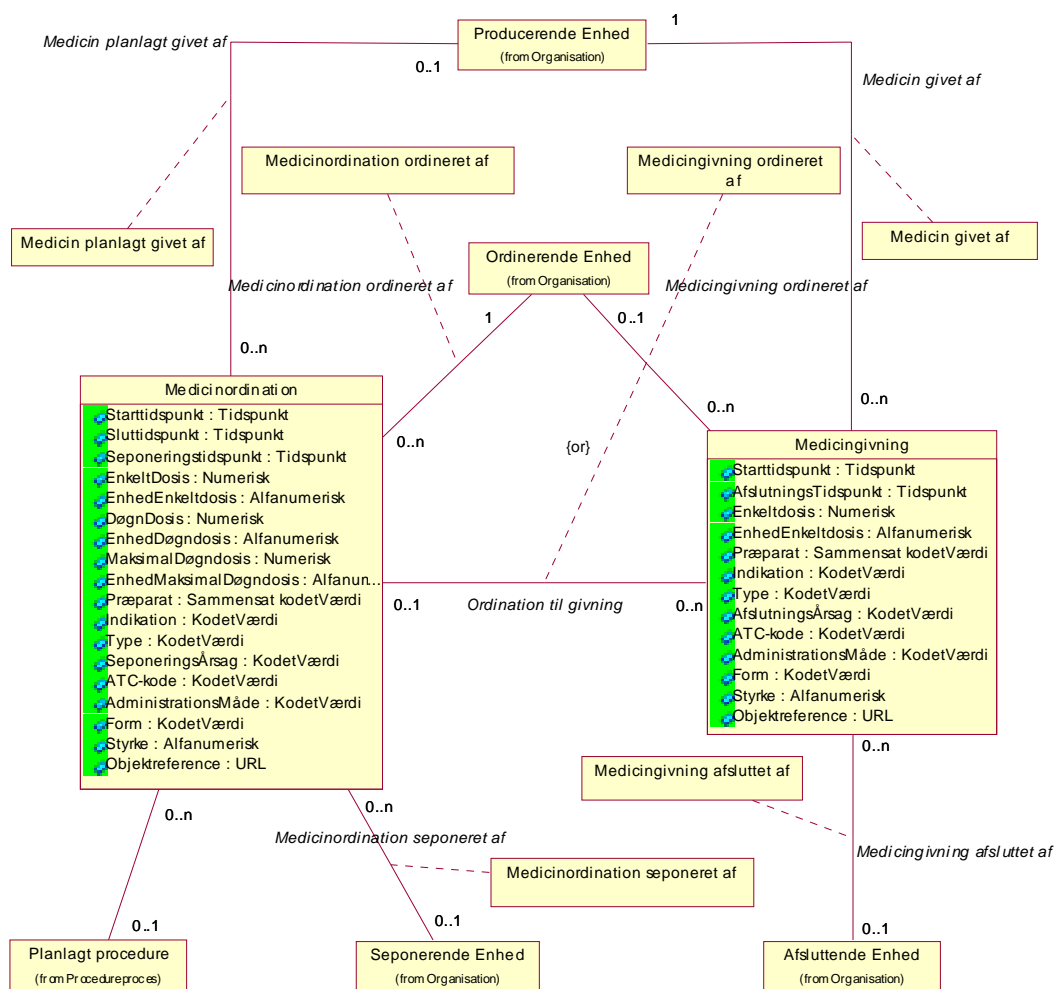 Producerende Enhed
(from Organisation)
Medicin planlagt givet af
0..1
1
Medicin givet af
Medicinordination ordineret af
Medicingivning ordineret
af
Medicin planlagt givet af
Medicin givet af
Ordinerende Enhed
(from Organisation)
Medicinordination ordineret af
Medicingivning ordineret af
1
0..1
0..n
0..n
0..n
0..n
{or}
Medicinordination
Starttidspunkt : Tidspunkt
Sluttidspunkt : Tidspunkt
Seponeringstidspunkt : Tidspunkt
EnkeltDosis : Numerisk
EnhedEnkeltdosis : Alfanumerisk
DøgnDosis : Numerisk
EnhedDøgndosis : Alfanumerisk
MaksimalDøgndosis : Numerisk
EnhedMaksimalDøgndosis : Alfanun...
Præparat : Sammensat kodetVærdi
Indikation : KodetVærdi
Type : KodetVærdi
SeponeringsÅrsag : KodetVærdi
ATC-kode : KodetVærdi
AdministrationsMåde : KodetVærdi
Form : KodetVærdi
Styrke : Alfanumerisk
Objektreference : URL
Medicingivning
Starttidspunkt : Tidspunkt
AfslutningsTidspunkt : Tidspunkt
Enkeltdosis : Numerisk
EnhedEnkeltdosis : Alfanumerisk
Præparat : Sammensat kodetVærdi
Indikation : KodetVærdi
Type : KodetVærdi
AfslutningsÅrsag : KodetVærdi
ATC-kode : KodetVærdi
AdministrationsMåde : KodetVærdi
Form : KodetVærdi
Styrke : Alfanumerisk
Objektreference : URL
0..1
Ordination til givning
0..n
0..n
0..n
0..n
Medicingivning afsluttet af
Medicinordination seponeret af
Medicinordination seponeret af
Medicingivning afsluttet af
0..1
0..1
0..1
Planlagt procedure
(from Procedureproces)
Seponerende Enhed
(from Organisation)
Afsluttende Enhed
(from Organisation)